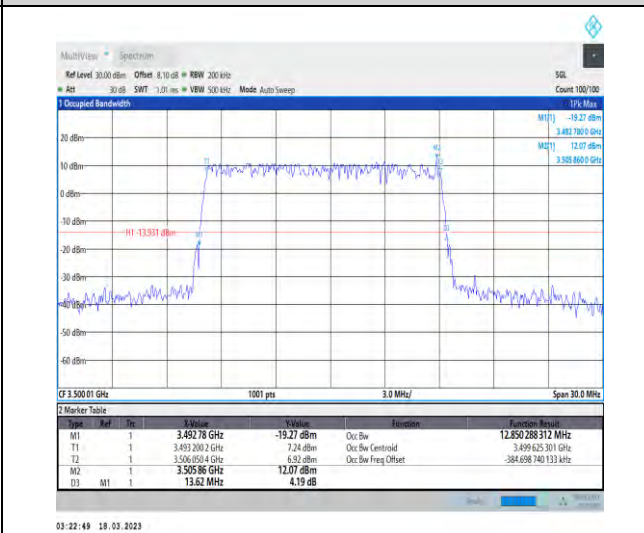 MultiView Spectrum
Ref Level 30.00 dBm Offset 8.10 dB RBW 200 kHz SGL
Att 30 dB SWT 1.01 ms VBW 500 kHz Mode Auto Sweep Count 100/100
1 Occupied Bandwidth 1Pk Max
M1[1] -19.27 dBm
3.492 780 0 GHz
M2[1] 12.07 dBm
3.505 860 0 GHz
20 dBm
M2
T1
T2
10 dBm
0 dBm
-10 dBm
H1 -13.931 dBm
M1
D3
-20 dBm
-30 dBm
-40 dBm
-50 dBm
-60 dBm
CF 3.500 01 GHz 1001 pts 3.0 MHz/ Span 30.0 MHz
2 Marker Table
Type Ref Trc X-Value Y-Value Function Function Result
M1 1 3.492 78 GHz -19.27 dBm Occ Bw 12.850 288 312 MHz
T1 1 3.493 200 2 GHz 7.24 dBm Occ Bw Centroid 3.499 625 301 GHz
T2 1 3.506 050 4 GHz 6.92 dBm Occ Bw Freq Offset -384.698 740 133 kHz
M2 1 3.505 86 GHz 12.07 dBm
D3 M1 1 13.62 MHz 4.19 dB
03:22:49 18.03.2023